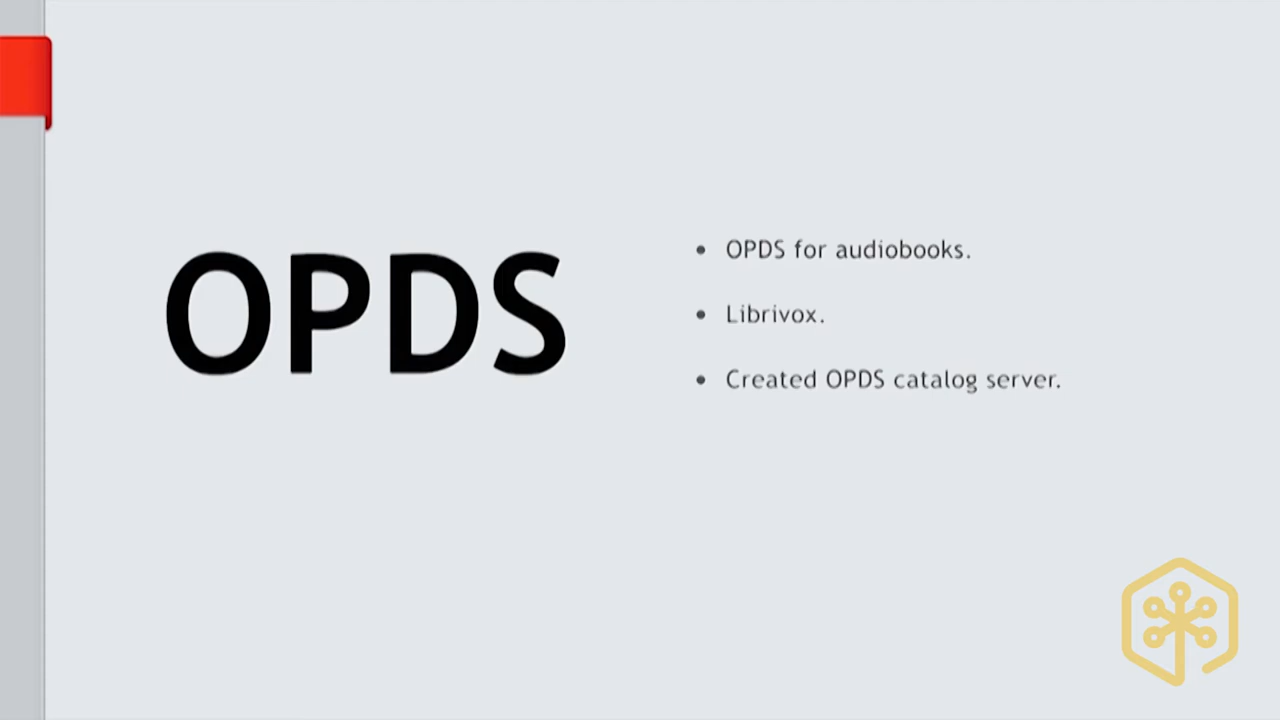 OPDS
• OPDS for audiobooks.
• Librivox.
• Created OPDS catalog server.